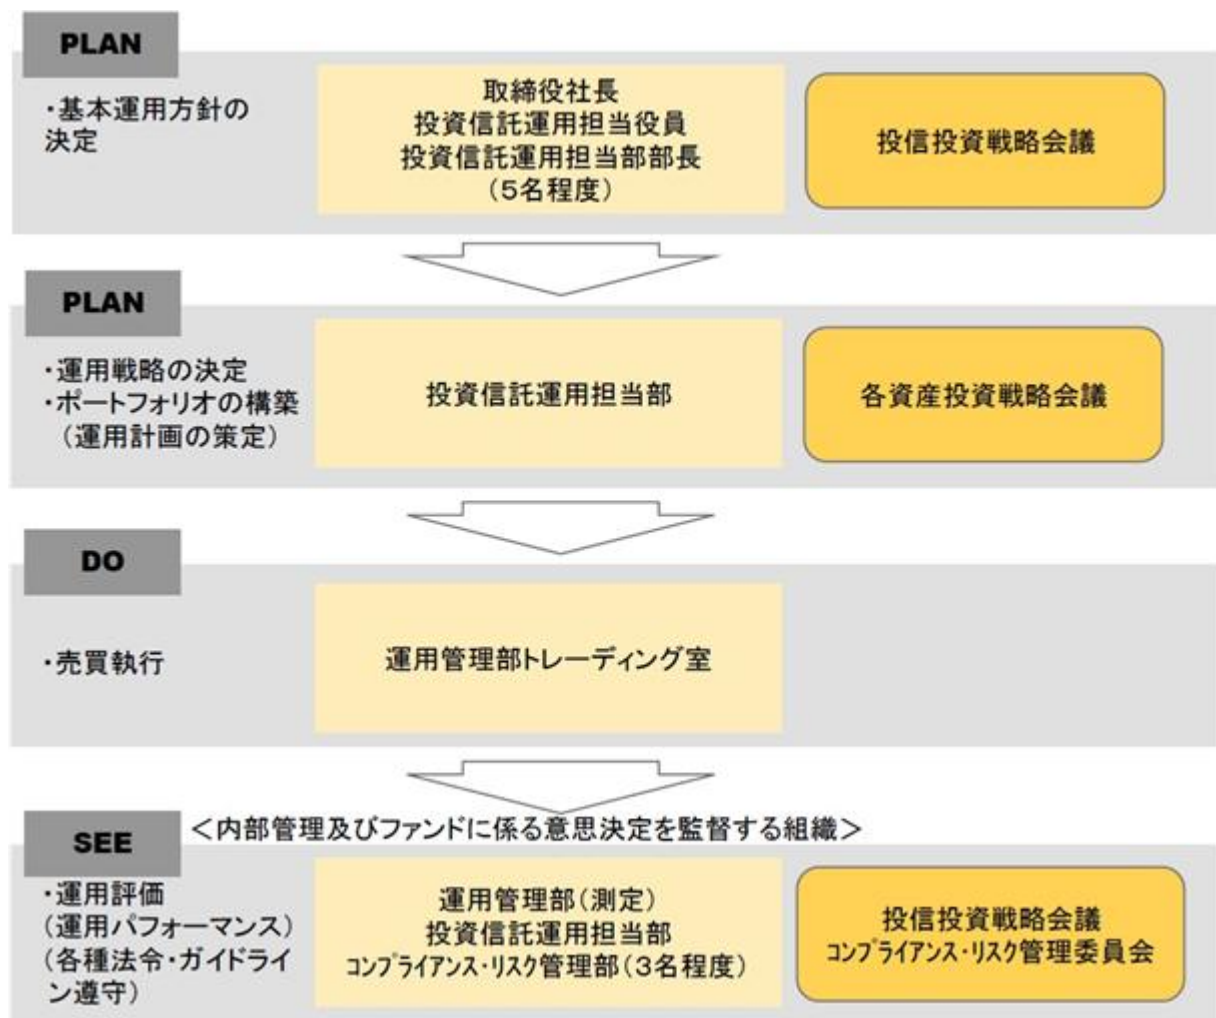 PLAN
・基本運用方針の
決定
取締役社長
投資信託運用担当役員
投資信託運用担当部部長
(5名程度)
投信投資戦略会議
PLAN
・運用戦略の決定
・ポートフォリオの構築
(運用計画の策定)
投資信託運用担当部
各資産投資戦略会議
DO
・売買執行
運用管理部トレーディング室
SEE
＜内部管理及びファンドに係る意思決定を監督する組織＞
・運用評価
(運用パフォーマンス)
(各種法令・ガイドライ
ン遵守)
運用管理部(測定)
投資信託運用担当部
ｺﾝﾌﾟﾗｲｱﾝｽ・ﾘｽｸ管理部(3名程度)
投信投資戦略会議
ｺﾝﾌﾟﾗｲｱﾝｽ・ﾘｽｸ管理委員会